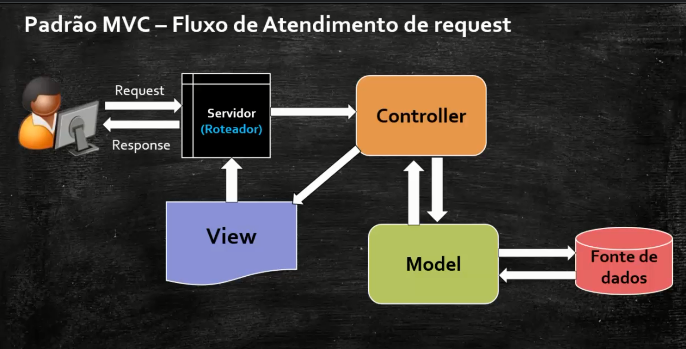 Padrão MVC – Fluxo de Atendimento de request
Request
Response
Servidor
(Roteador)
Controller
View
Model
Fonte de
dados